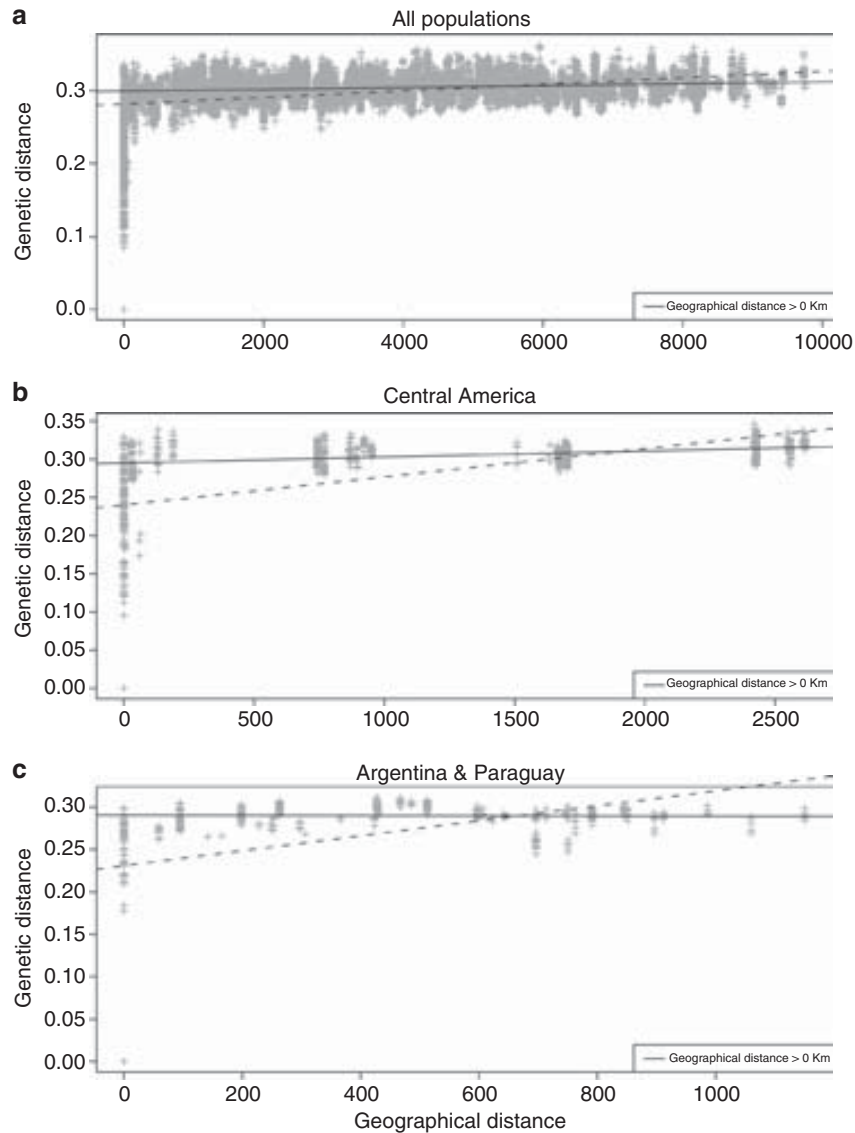 a
All populations
Genetic distance
0.3
0.2
0.1
0.0
Geographical distance > 0 Km
0 2000 4000 6000 8000 10000
b
Central America
Genetic distance
0.35
0.30
0.25
0.20
0.15
0.10
0.05
0.00
Geographical distance > 0 Km
0 500 1000 1500 2000 2500
c
Argentina & Paraguay
Genetic distance
0.30
0.25
0.20
0.15
0.10
0.05
0.00
Geographical distance > 0 Km
0 200 400 600 800 1000
Geographical distance